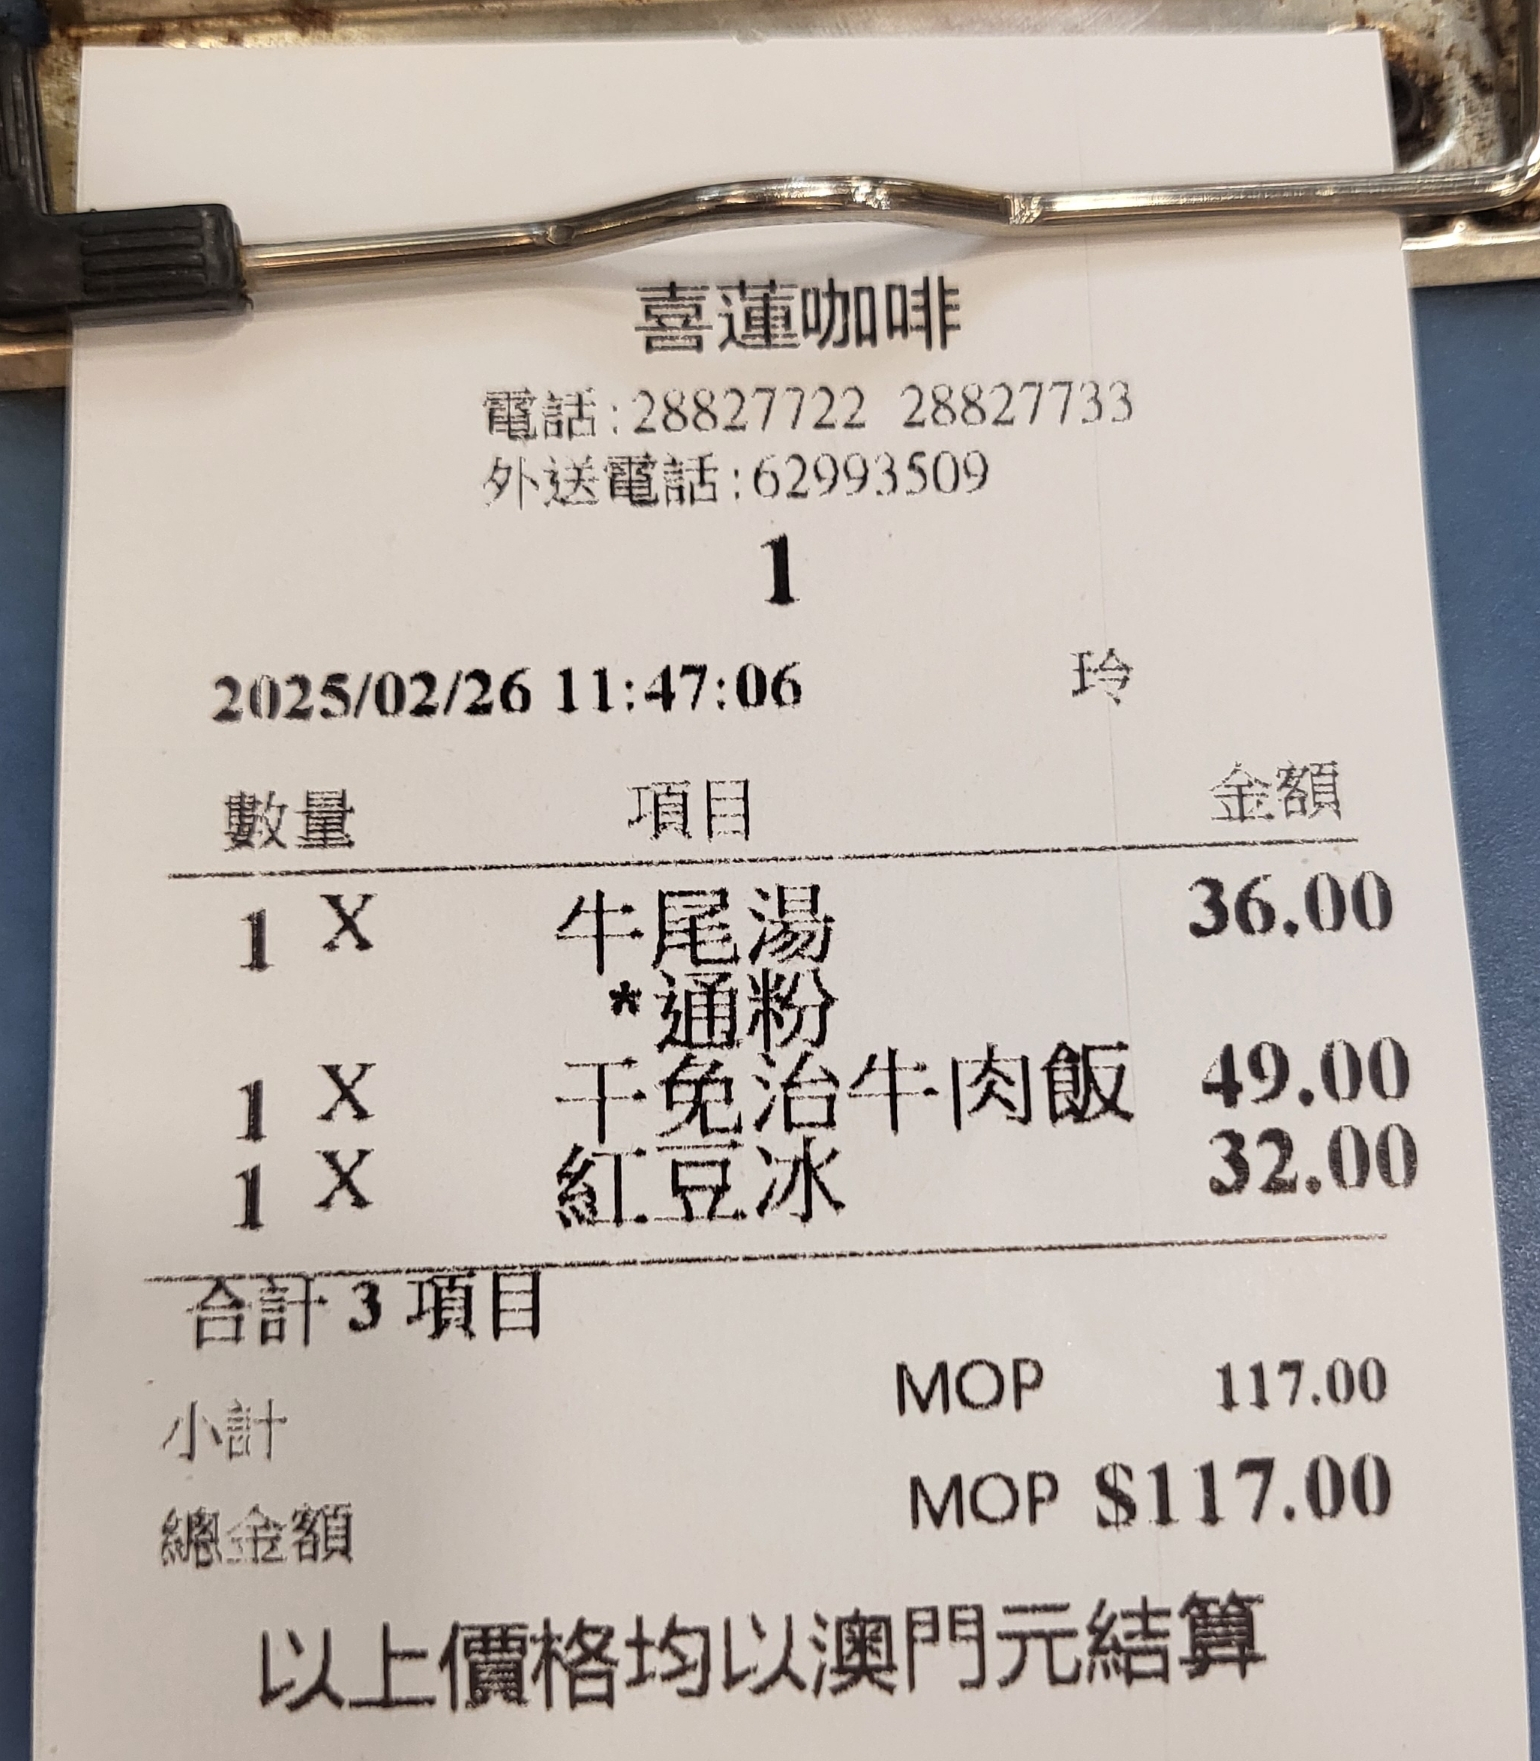 喜蓮咖啡
電話:28827722 28827733
外送電話:62993509
1
2025/02/26 11:47:06 玲
數量 項目 金額
1 X 牛尾湯 36.00
*通粉
1 X 干免治牛肉飯 49.00
1 X 紅豆冰 32.00
合計 3 項目
小計 MOP 117.00
總金額 MOP $117.00
以上價格均以澳門元結算